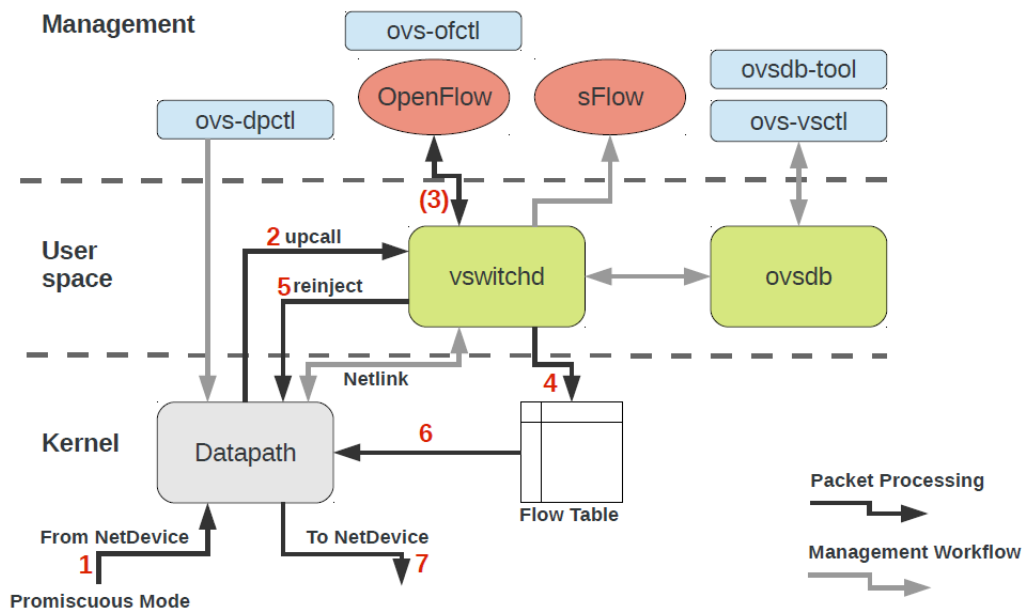 Management
ovs-ofctl
OpenFlow
sFlow
ovsdb-tool
ovs-vsctl
ovs-dpctl
(3)
User
space
2 upcall
5 reinject
vswitchd
ovsdb
Netlink
4
Kernel
Datapath
6
Flow Table
From NetDevice
1
Promiscuous Mode
To NetDevice
7
Packet Processing
Management Workflow